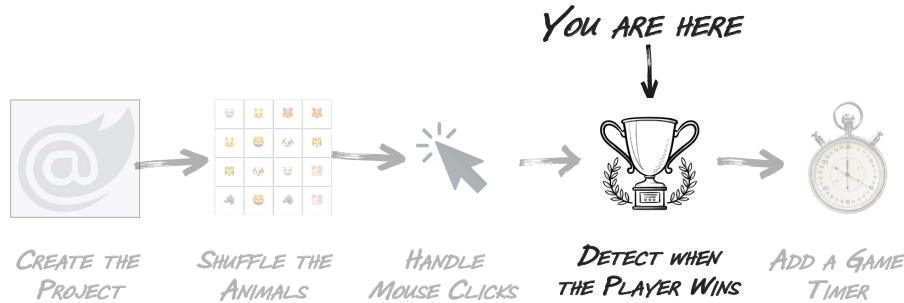 You are here
Create the
Project
Shuffle the
Animals
Handle
Mouse Clicks
Detect when
the Player Wins
Add a Game
Timer